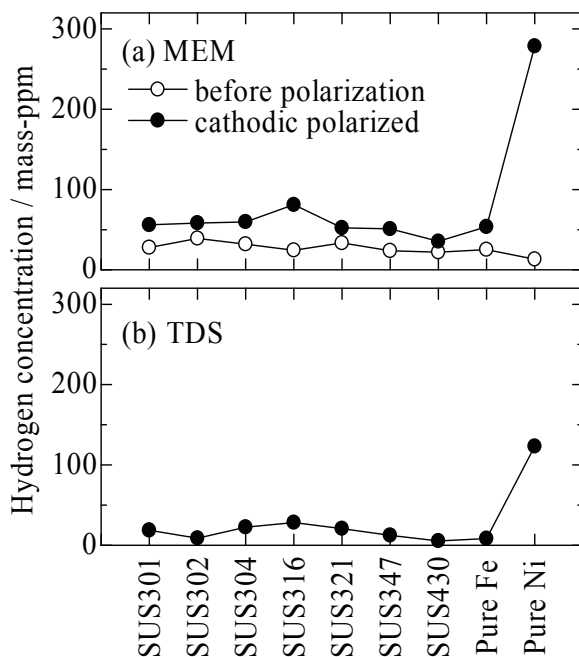 Hydrogen concentration / mass-ppm
300
(a) MEM
before polarization
cathodic polarized
200
100
0
300
(b) TDS
200
100
0
SUS301
SUS302
SUS304
SUS316
SUS321
SUS347
SUS430
Pure Fe
Pure Ni